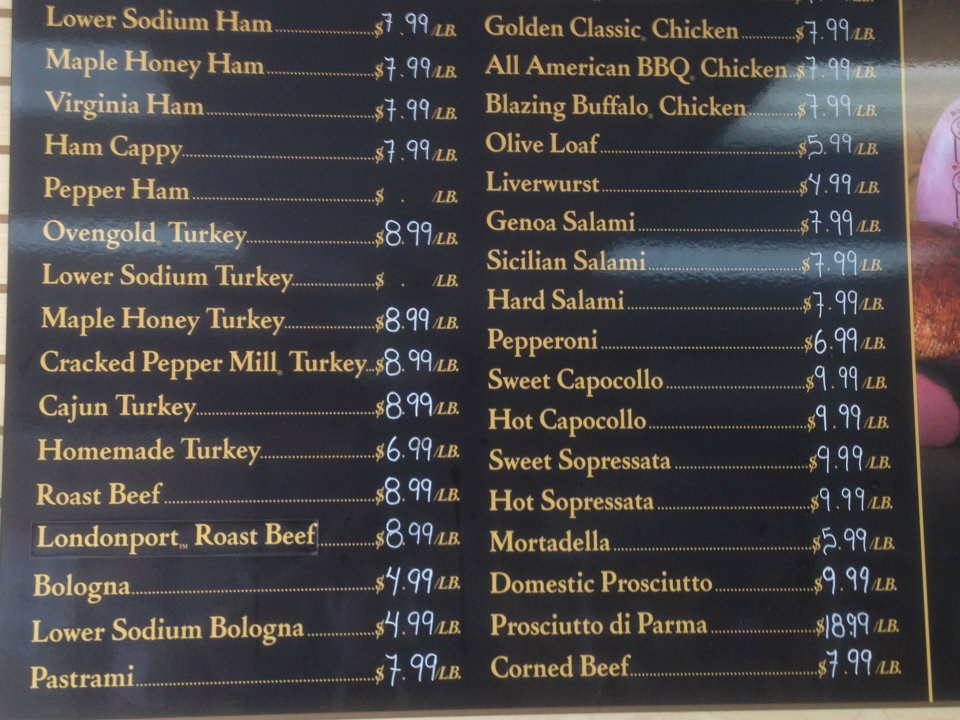 Lower Sodium Ham $7.99/LB.
Maple Honey Ham $7.99/LB.
Virginia Ham $7.99/LB.
Ham Cappy $7.99/LB.
Pepper Ham $ . /LB.
Ovengold® Turkey $8.99/LB.
Lower Sodium Turkey $ . /LB.
Maple Honey Turkey $8.99/LB.
Cracked Pepper Mill® Turkey $8.99/LB.
Cajun Turkey $8.99/LB.
Homemade Turkey $6.99/LB.
Roast Beef $8.99/LB.
Londonport™ Roast Beef $8.99/LB.
Bologna $4.99/LB.
Lower Sodium Bologna $4.99/LB.
Pastrami $7.99/LB.
Golden Classic® Chicken $7.99/LB.
All American BBQ® Chicken $7.99/LB.
Blazing Buffalo® Chicken $7.99/LB.
Olive Loaf $5.99/LB.
Liverwurst $4.99/LB.
Genoa Salami $7.99/LB.
Sicilian Salami $7.99/LB.
Hard Salami $7.99/LB.
Pepperoni $6.99/LB.
Sweet Capocollo $9.99/LB.
Hot Capocollo $9.99/LB.
Sweet Sopressata $9.99/LB.
Hot Sopressata $9.99/LB.
Mortadella $5.99/LB.
Domestic Prosciutto $9.99/LB.
Prosciutto di Parma $18.99/LB.
Corned Beef $7.99/LB.